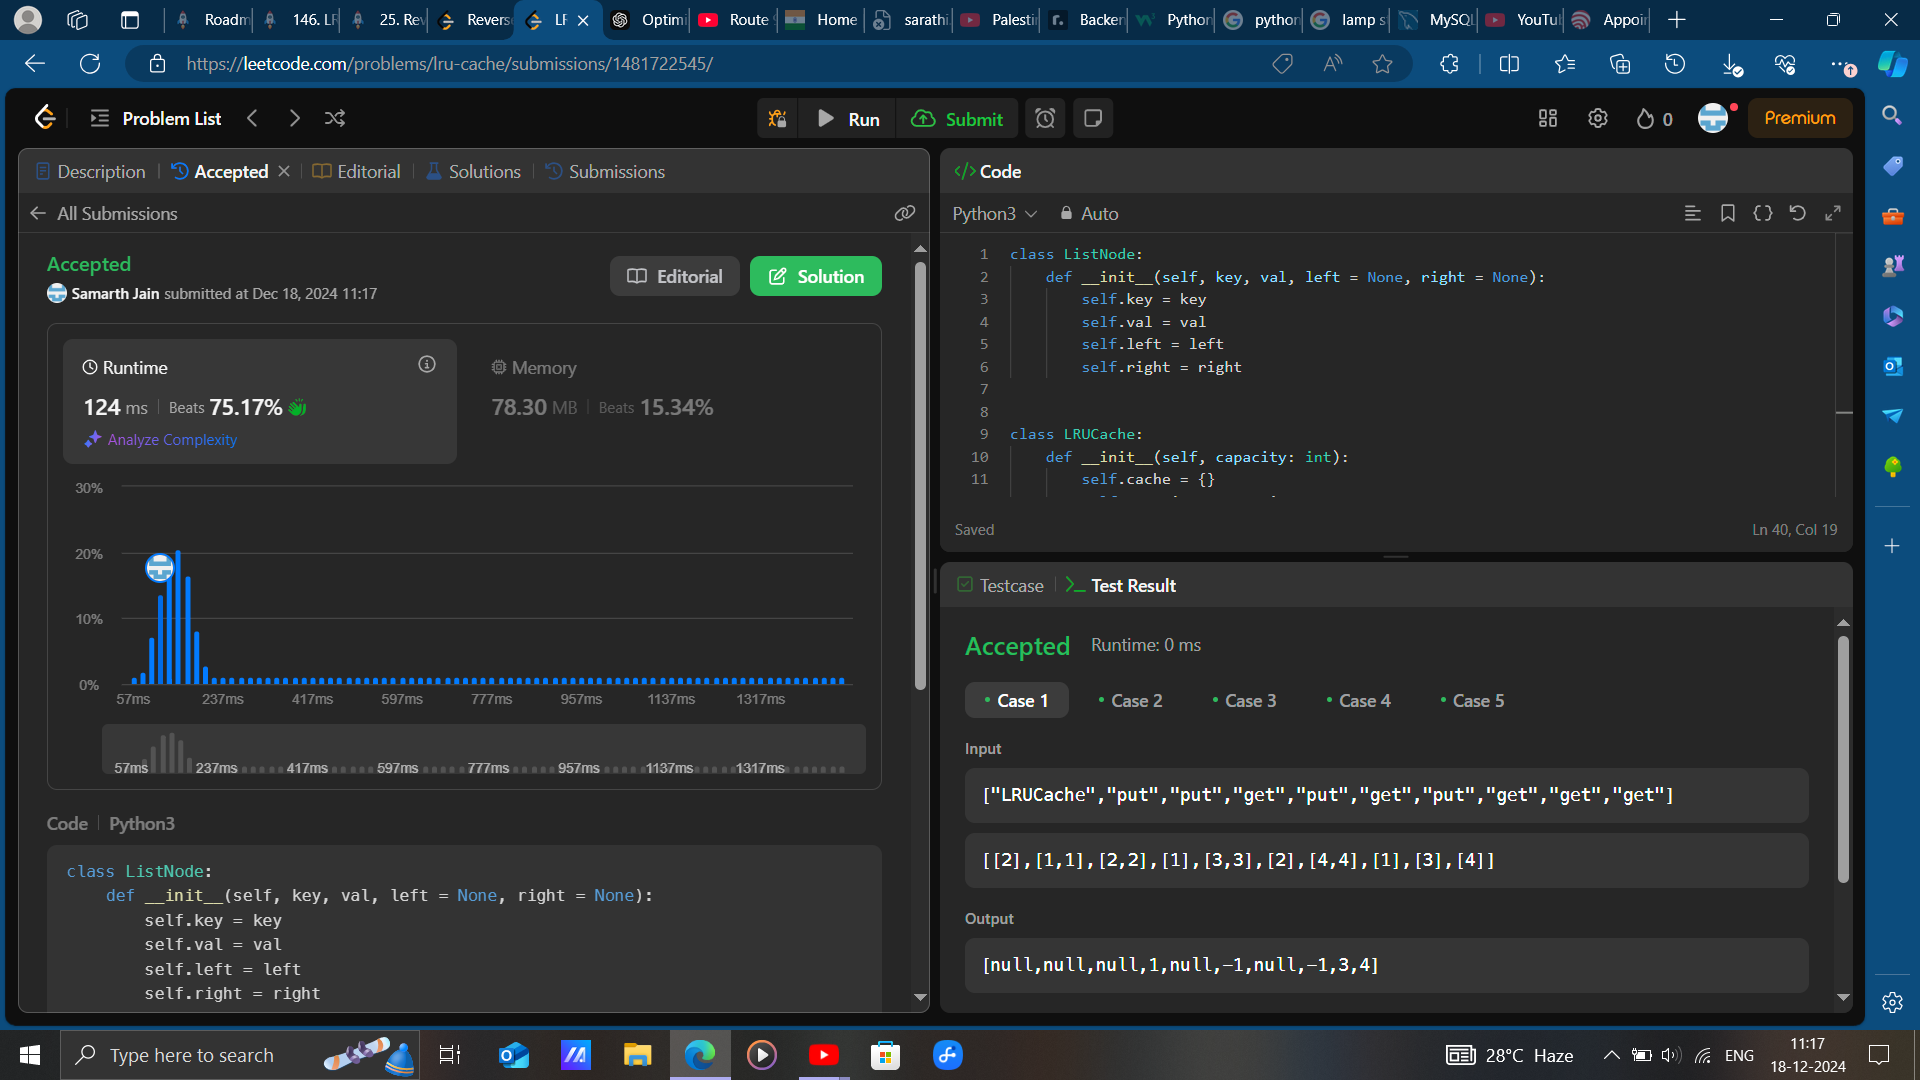 Roadm
146. LR
25. Rev
Reverse
LF
Optimi
Route
Home
sarathi.
Palestin
Backen
Python
python
lamp s
MySQL
YouTu
Appoin
https://leetcode.com/problems/lru-cache/submissions/1481722545/
Problem List
Run
Submit
0
Premium
Description
Accepted
Editorial
Solutions
Submissions
All Submissions
Accepted
Samarth Jain submitted at Dec 18, 2024 11:17
Editorial
Solution
Runtime
124 ms
Beats 75.17%
Analyze Complexity
Memory
78.30 MB
Beats 15.34%
30%
20%
10%
0%
57ms 237ms 417ms 597ms 777ms 957ms 1137ms 1317ms
57ms 237ms 417ms 597ms 777ms 957ms 1137ms 1317ms
Code
Python3
class ListNode:
def __init__(self, key, val, left = None, right = None):
self.key = key
self.val = val
self.left = left
self.right = right
Code
Python3
Auto
1 class ListNode:
2 def __init__(self, key, val, left = None, right = None):
3 self.key = key
4 self.val = val
5 self.left = left
6 self.right = right
7
8
9 class LRUCache:
10 def __init__(self, capacity: int):
11 self.cache = {}
Saved
Ln 40, Col 19
Testcase
Test Result
Accepted
Runtime: 0 ms
Case 1
Case 2
Case 3
Case 4
Case 5
Input
["LRUCache","put","put","get","put","get","put","get","get","get"]
[[2],[1,1],[2,2],[1],[3,3],[2],[4,4],[1],[3],[4]]
Output
[null,null,null,1,null,-1,null,-1,3,4]
Type here to search
28°C Haze
ENG
11:17
18-12-2024